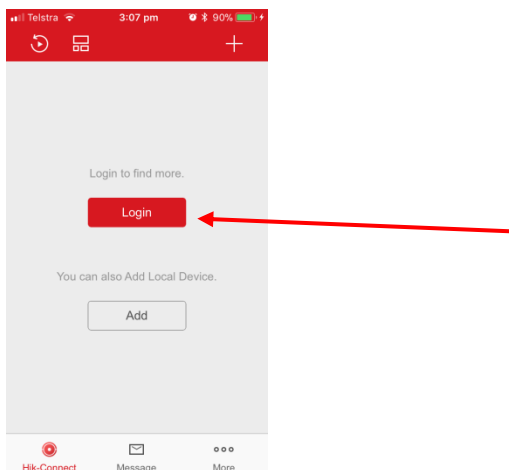 Telstra 3:07 pm 90%
Login to find more.
Login
You can also Add Local Device.
Add
Hik-Connect Message More